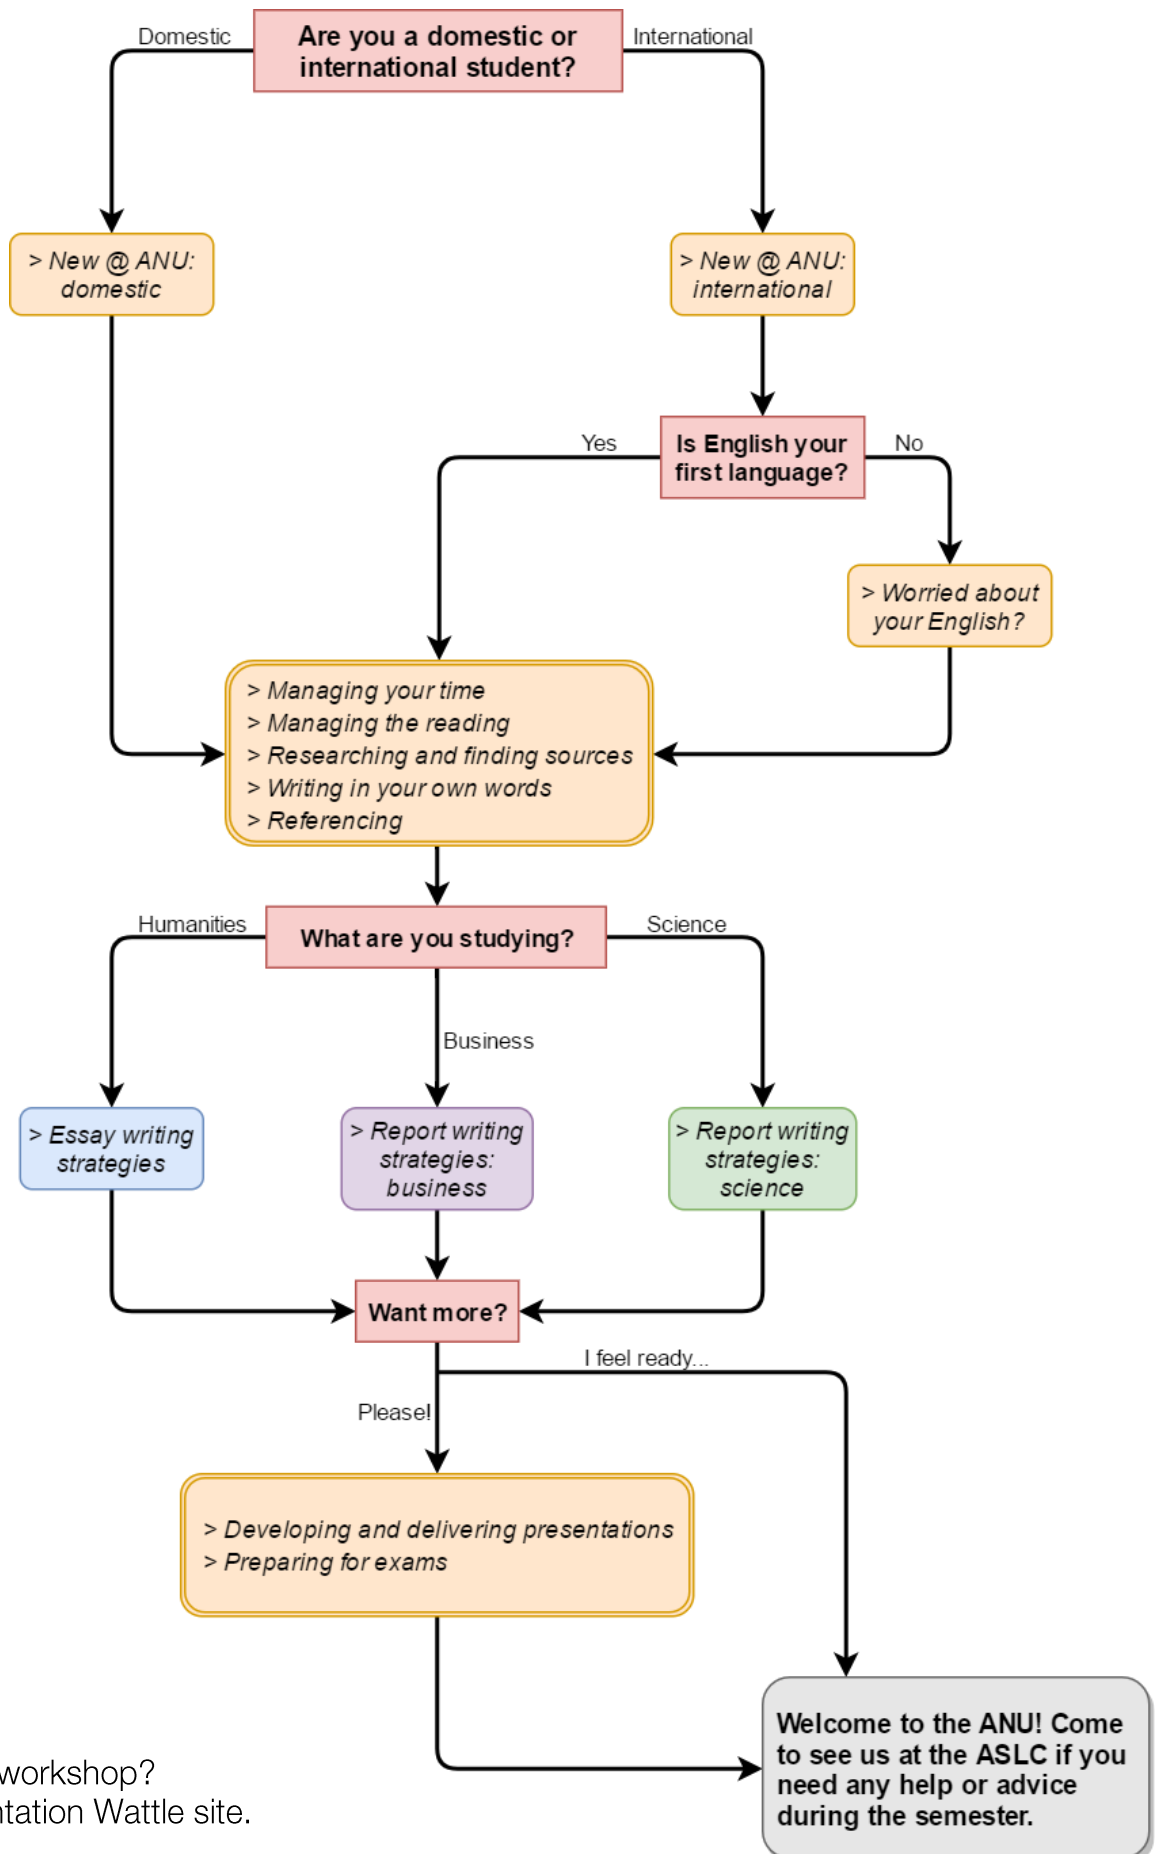 Domestic
Are you a domestic or
international student?
International
> New @ ANU:
domestic
> New @ ANU:
international
Yes
Is English your
first language?
No
> Worried about
your English?
> Managing your time
> Managing the reading
> Researching and finding sources
> Writing in your own words
> Referencing
Humanities
What are you studying?
Science
Business
> Essay writing
strategies
> Report writing
strategies:
business
> Report writing
strategies:
science
Want more?
I feel ready...
Please!
> Developing and delivering presentations
> Preparing for exams
Welcome to the ANU! Come
to see us at the ASLC if you
need any help or advice
during the semester.
workshop?
ntation Wattle site.